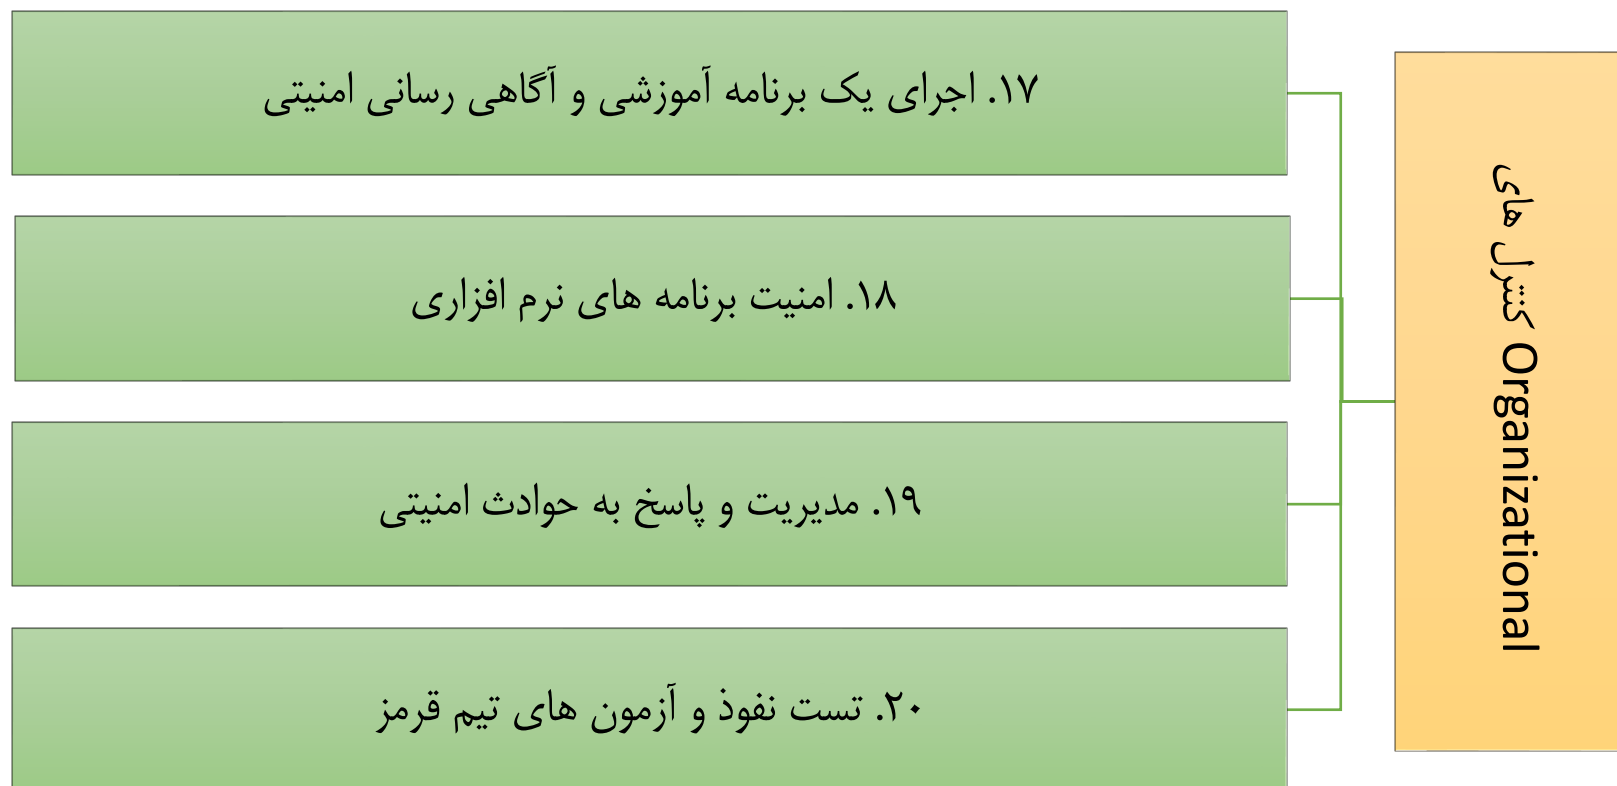 کنترل های Organizational
۱۷. اجرای یک برنامه آموزشی و آگاهی رسانی امنیتی
۱۸. امنیت برنامه های نرم افزاری
۱۹. مدیریت و پاسخ به حوادث امنیتی
۲۰. تست نفوذ و آزمون های تیم قرمز